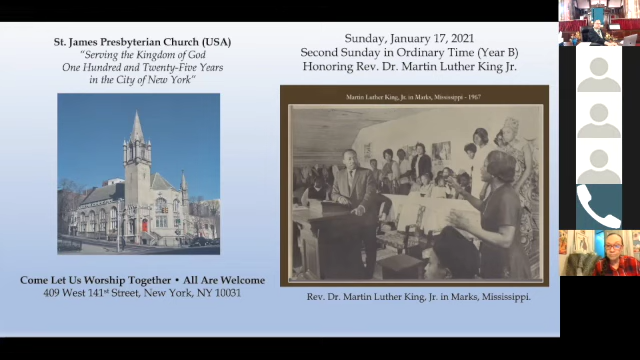 St. James Presbyterian Church (USA)
"Serving the Kingdom of God
One Hundred and Twenty-Five Years
in the City of New York"
Come Let Us Worship Together • All Are Welcome
409 West 141st Street, New York, NY 10031
Sunday, January 17, 2021
Second Sunday in Ordinary Time (Year B)
Honoring Rev. Dr. Martin Luther King Jr.
Martin Luther King, Jr. in Marks, Mississippi - 1967
Rev. Dr. Martin Luther King, Jr. in Marks, Mississippi.